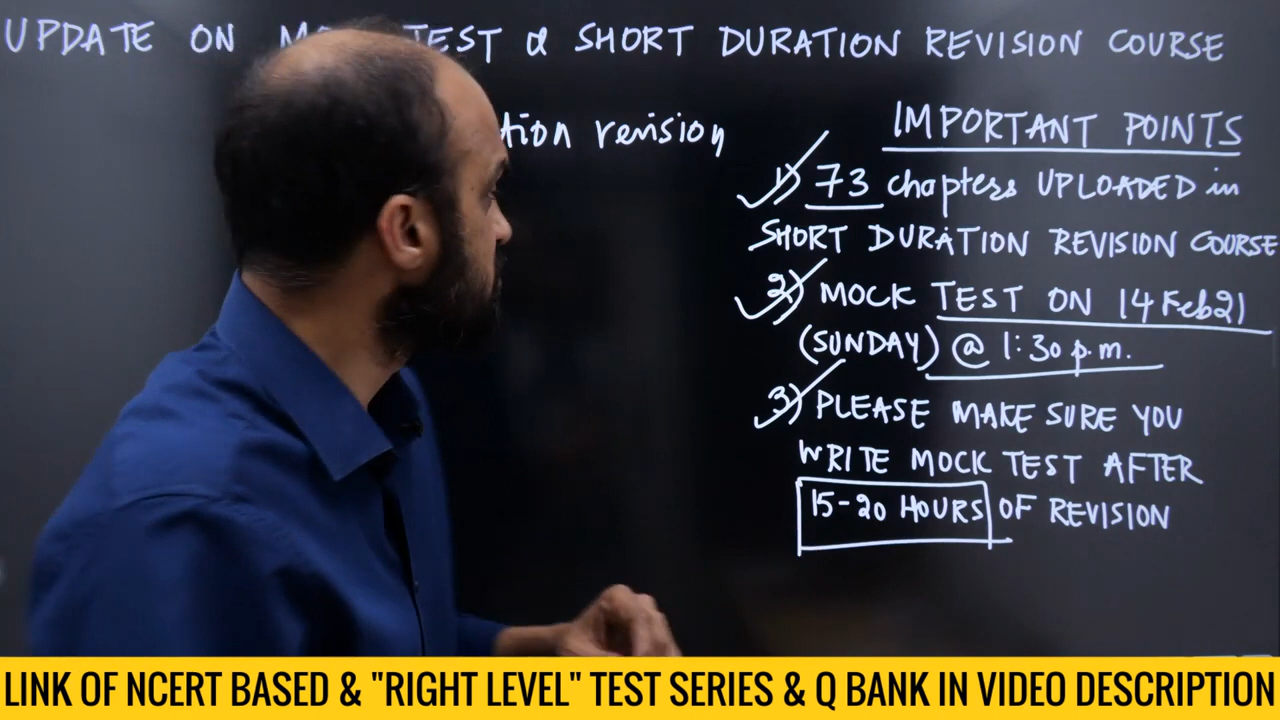 UPDATE ON TEST & SHORT DURATION REVISION COURSE
revision
IMPORTANT POINTS
1) 73 chapters UPLOADED in
SHORT DURATION REVISION COURSE
2) MOCK TEST ON 14 Feb 21
(SUNDAY) @ 1:30 p.m.
3) PLEASE MAKE SURE YOU
WRITE MOCK TEST AFTER
15-20 HOURS OF REVISION
LINK OF NCERT BASED & "RIGHT LEVEL" TEST SERIES & Q BANK IN VIDEO DESCRIPTION